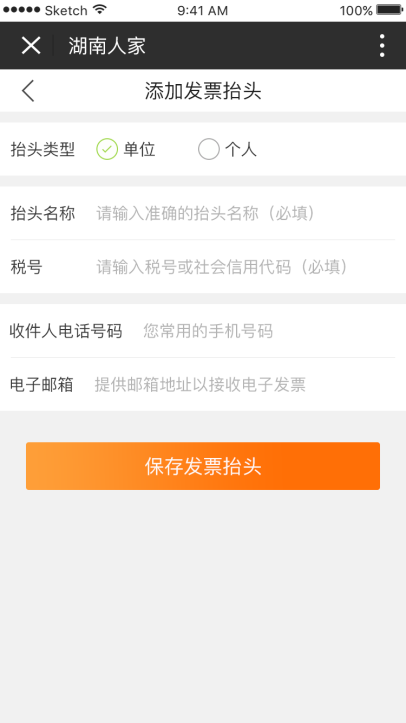 Sketch 9:41 AM 100%
湖南人家
添加发票抬头
抬头类型 单位 个人
抬头名称 请输入准确的抬头名称（必填）
税号 请输入税号或社会信用代码（必填）
收件人电话号码 您常用的手机号码
电子邮箱 提供邮箱地址以接收电子发票
保存发票抬头